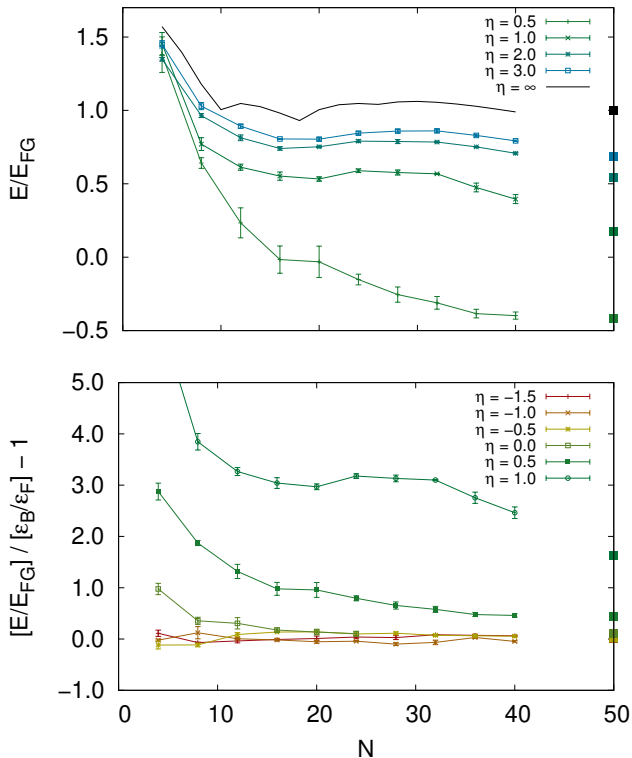 1.5
1.0
0.5
0.0
−0.5
E/E_FG
η = 0.5
η = 1.0
η = 2.0
η = 3.0
η = ∞
5.0
4.0
3.0
2.0
1.0
0.0
−1.0
[E/E_FG] / [ε_B/ε_F] − 1
η = −1.5
η = −1.0
η = −0.5
η = 0.0
η = 0.5
η = 1.0
0 10 20 30 40 50
N